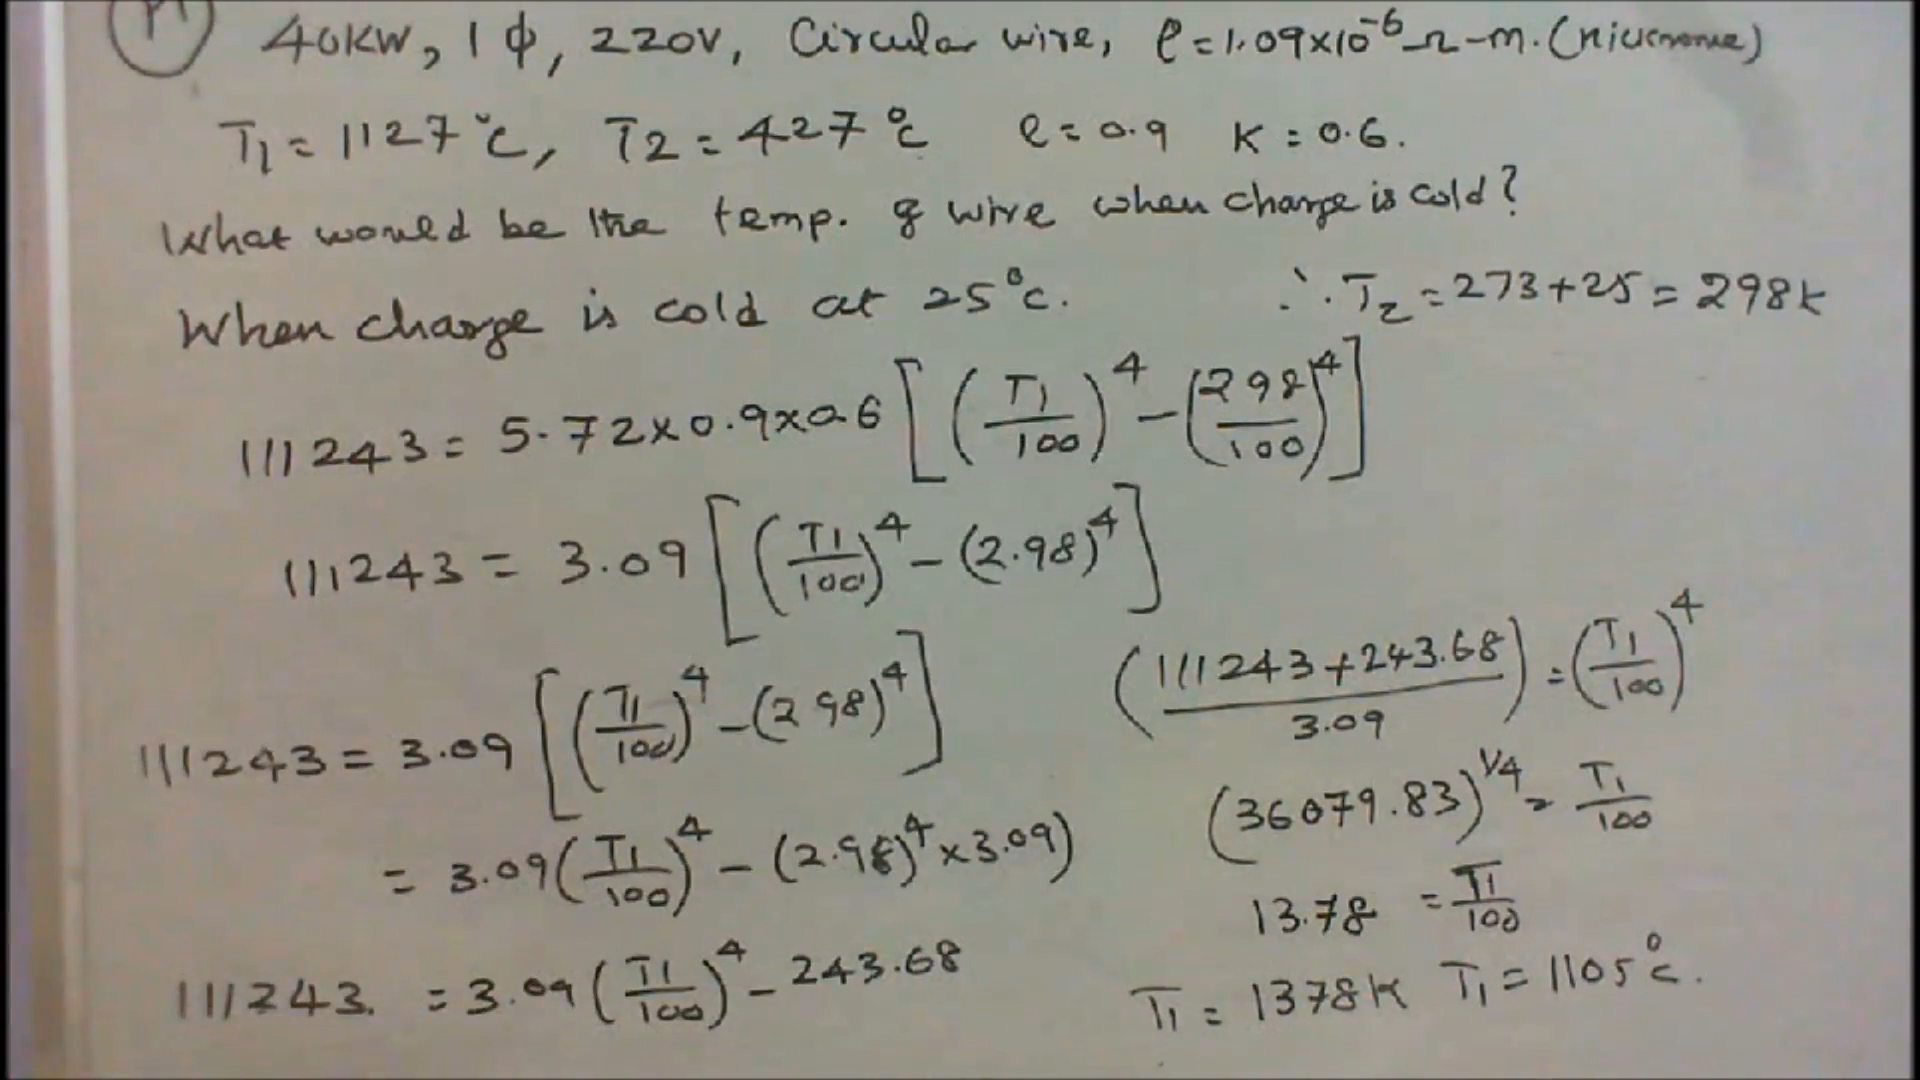 P1 40KW, 1 ϕ, 220V, Circular wire, ρ=1.09×10⁻⁶ Ω-m.
T₁ = 1127°C, T2 = 427°C e = 0.9 K = 0.6.
What would be the temp. of wire when charge is cold?
When charge is cold at 25°C. ∴ T₂ = 273+25 = 298K
111243 = 5.72×0.9×0.6 [(T₁/100)⁴ - (298/100)⁴]
111243 = 3.09 [(T₁/100)⁴ - (2.98)⁴]
111243 = 3.09 [(T₁/100)⁴ - (2.98)⁴]
= 3.09 (T₁/100)⁴ - (2.98)⁴×3.09)
111243. = 3.09 (T₁/100)⁴ - 243.68
(111243+243.68/3.09) = (T₁/100)⁴
(36079.83)^1/4 = T₁/100
13.78 = T₁/100
T₁ = 1378K T₁ = 1105°C.